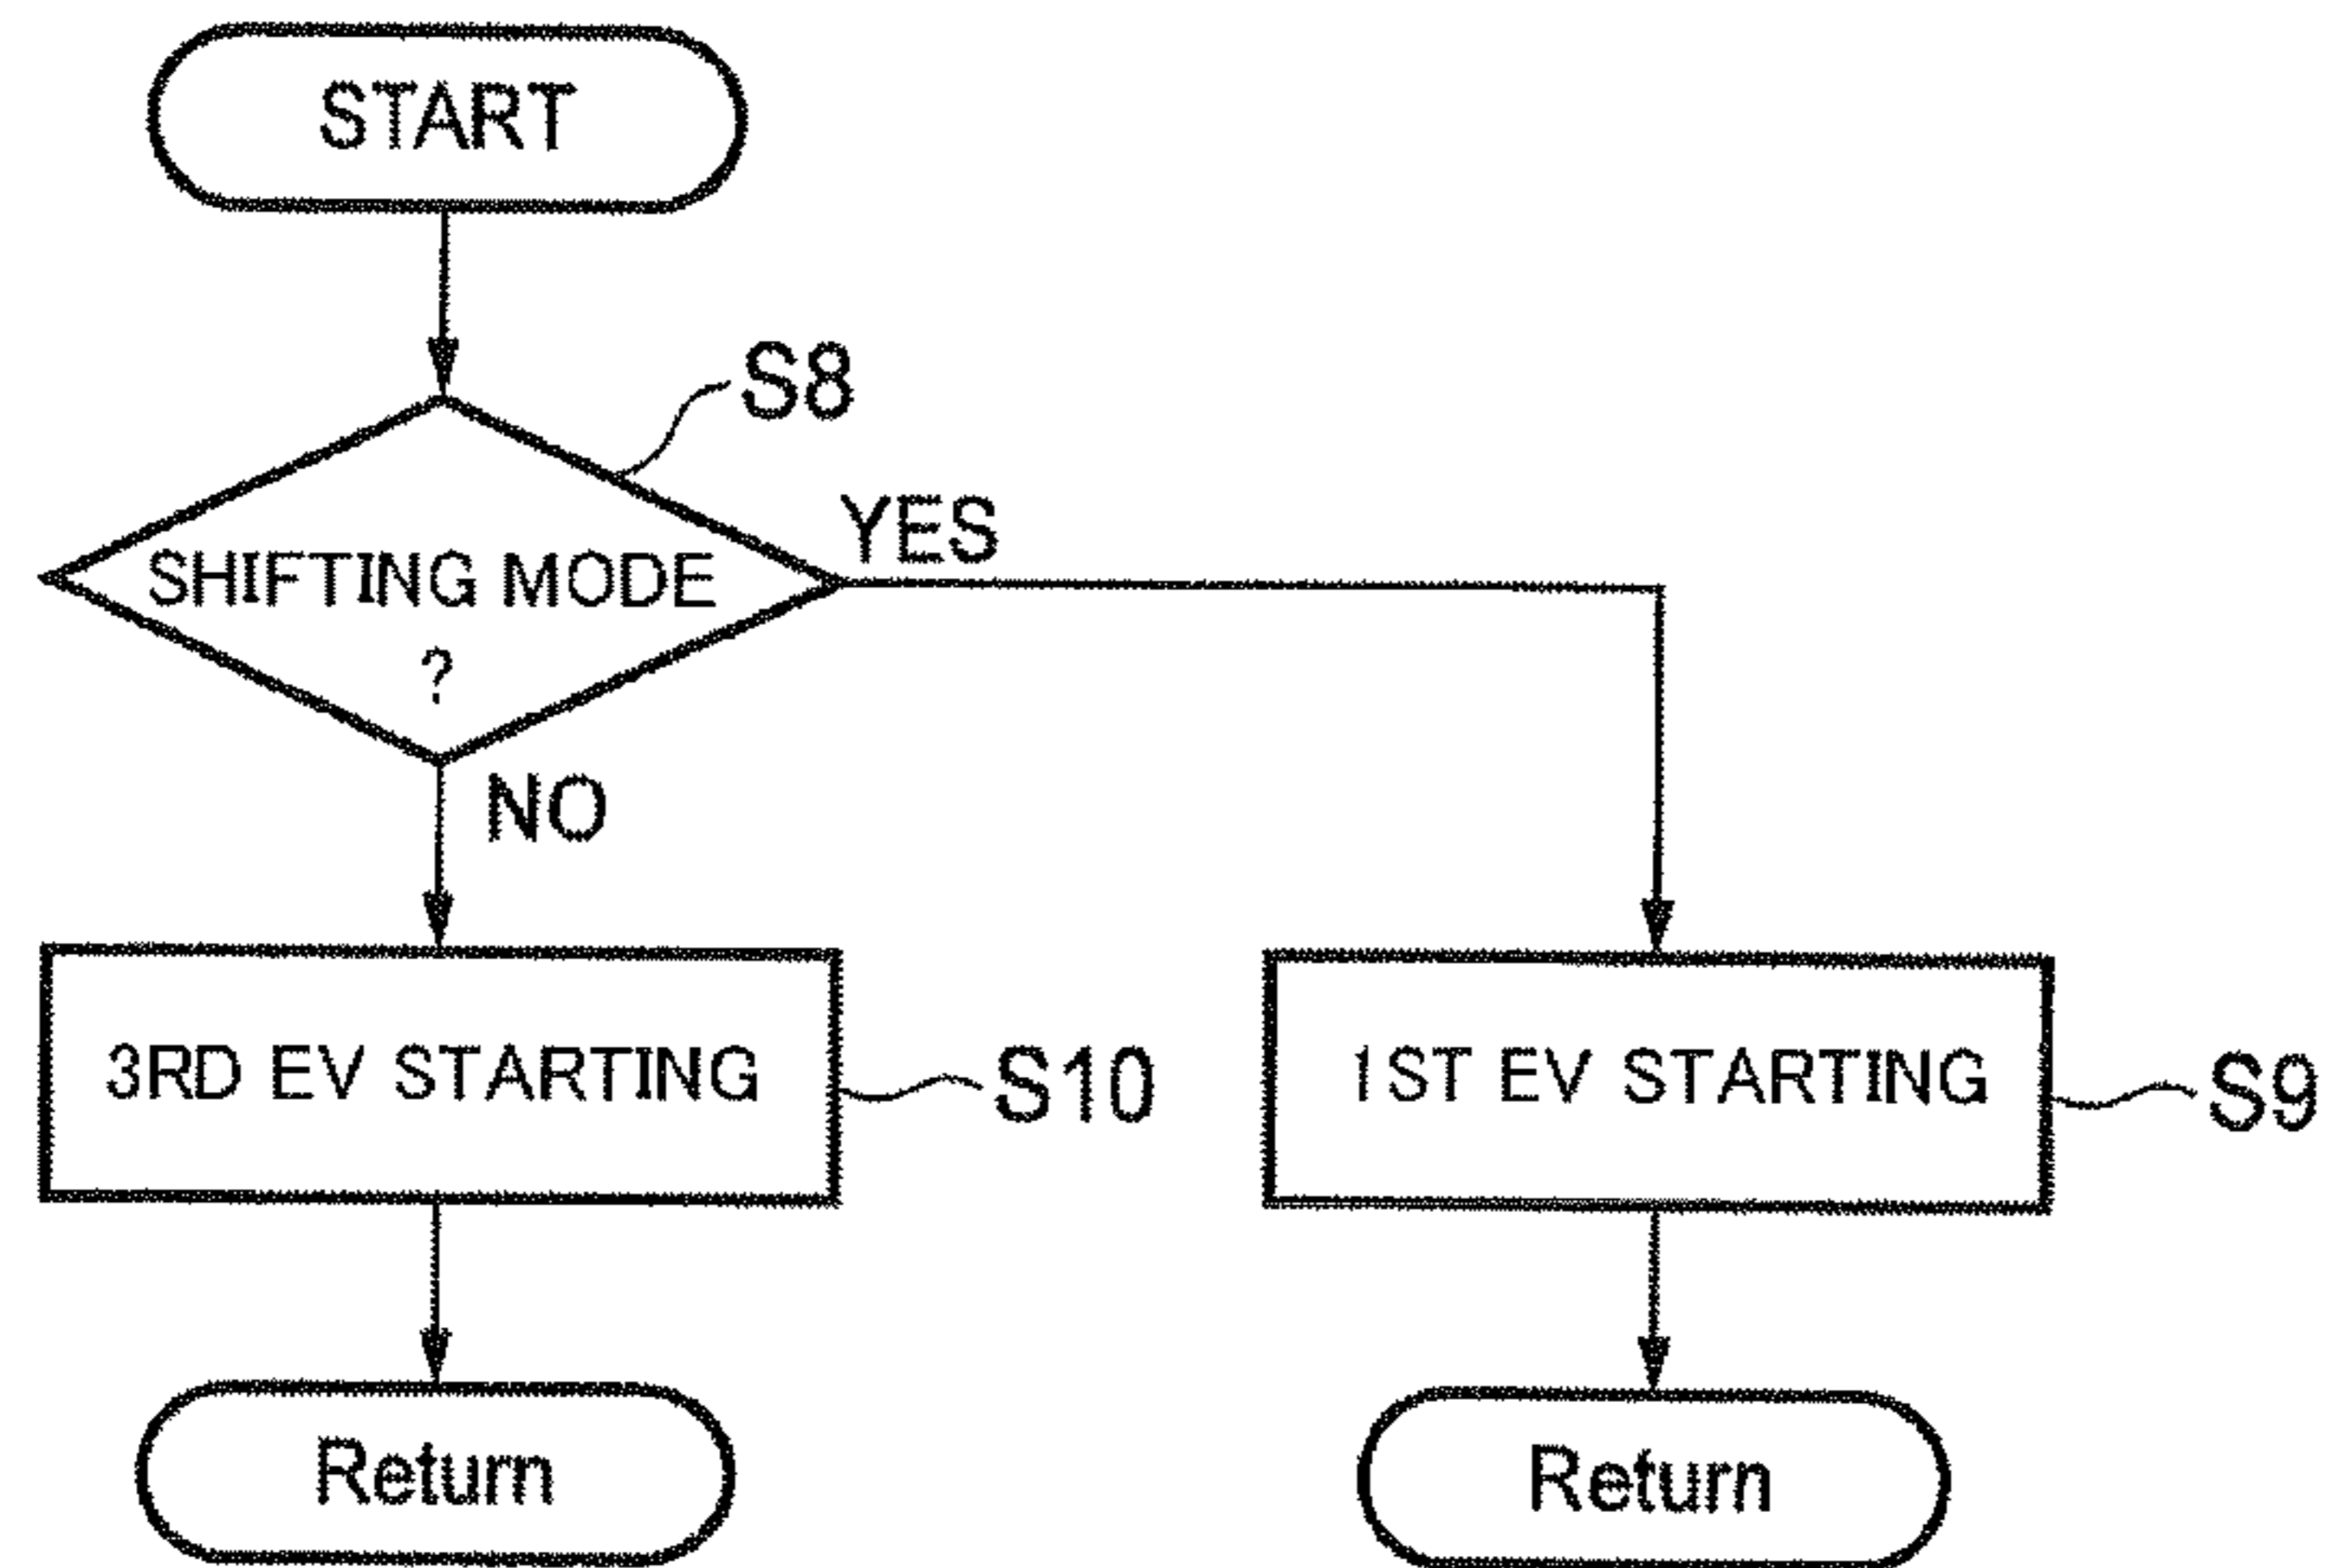 START
S8
YES
SHIFTING MODE
?
NO
3RD EV STARTING
S10
1ST EV STARTING
S9
Return
Return